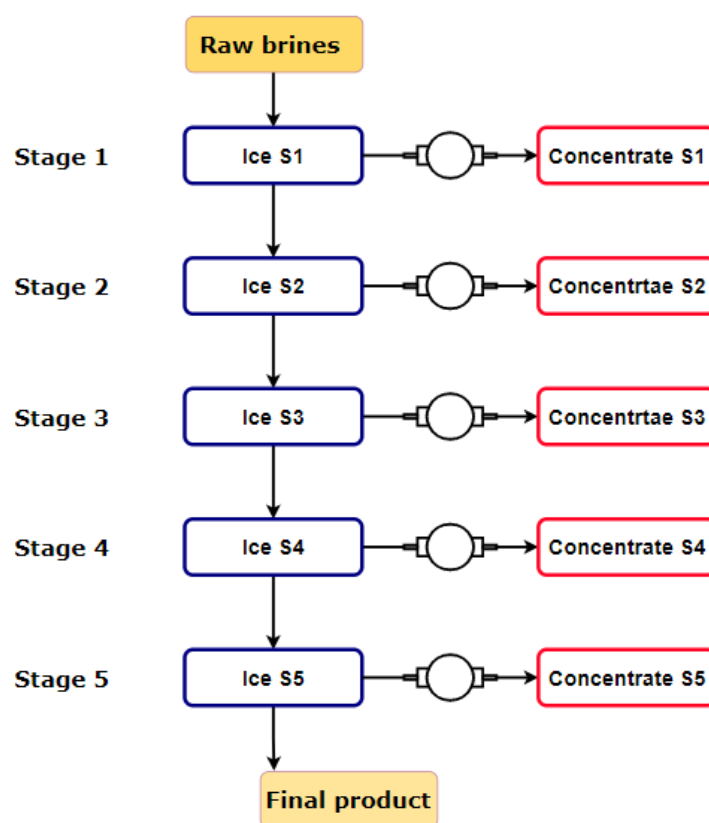 Raw brines
Stage 1
Ice S1
Concentrate S1
Stage 2
Ice S2
Concentrtae S2
Stage 3
Ice S3
Concentrtae S3
Stage 4
Ice S4
Concentrate S4
Stage 5
Ice S5
Concentrate S5
Final product